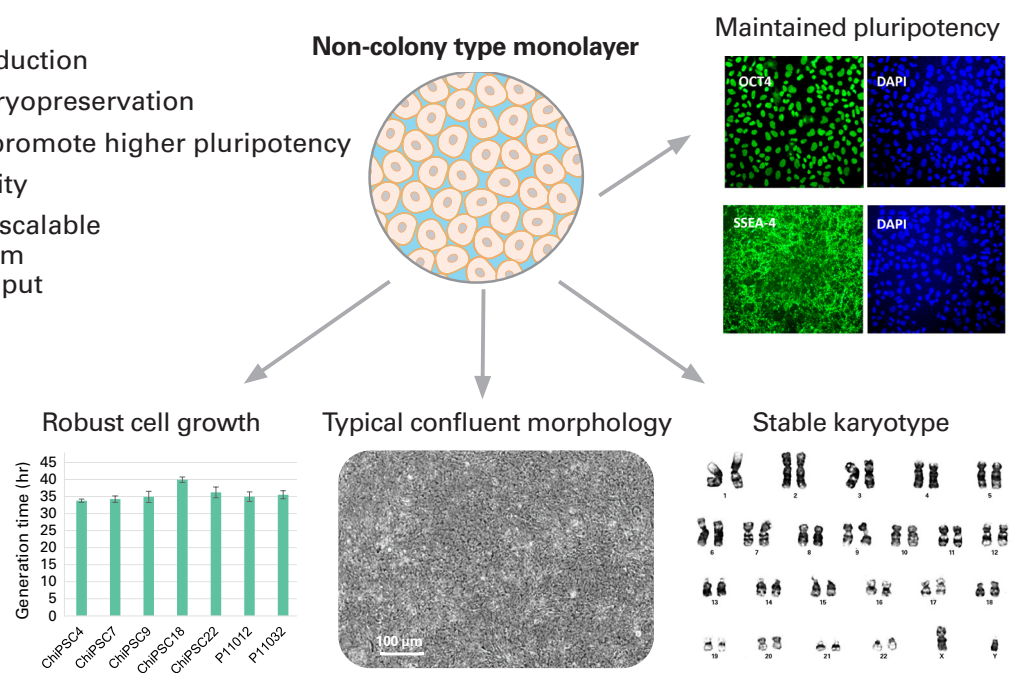 duction
ryopreservation
promote higher pluripotency
ity
scalable
m
put
Non-colony type monolayer
Maintained pluripotency
OCT4
DAPI
SSEA-4
DAPI
Robust cell growth
Generation time (hr)
45
40
35
30
25
20
15
10
5
0
ChiPSC4
ChiPSC7
ChiPSC9
ChiPSC18
ChiPSC22
P11012
P11032
Typical confluent morphology
100 µm
Stable karyotype
1 2 3 4 5
6 7 8 9 10 11 12
13 14 15 16 17 18
19 20 21 22 X Y